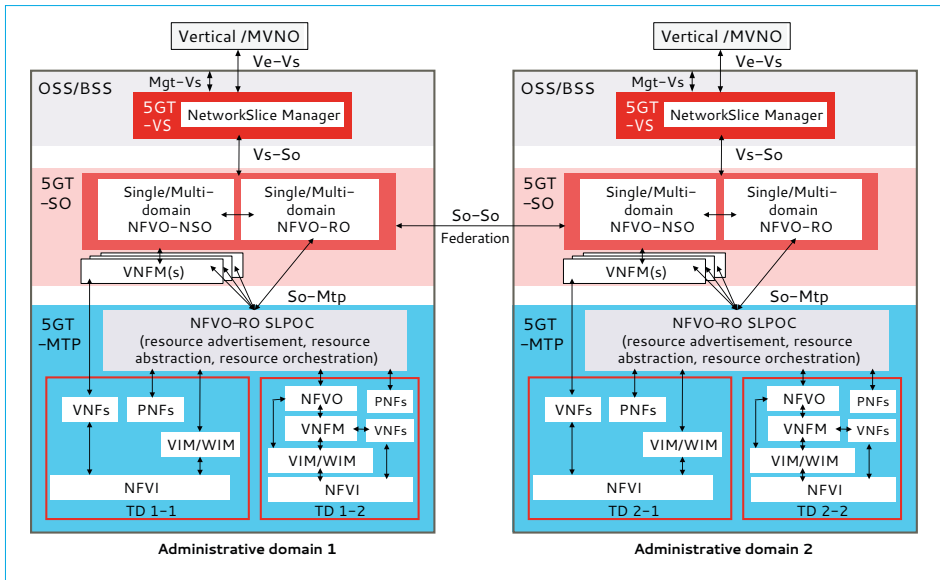 Vertical /MVNO
Ve-Vs
Mgt-Vs
OSS/BSS
5GT
-VS
NetworkSlice Manager
Vs-So
5GT
-SO
Single/Multi-
domain
NFVO-NSO
Single/Multi-
domain
NFVO-RO
VNFM(s)
So-Mtp
5GT
-MTP
NFVO-RO SLPOC
(resource advertisement, resource
abstraction, resource orchestration)
VNFs
PNFs
VIM/WIM
NFVI
TD 1-1
NFVO
PNFs
VNFM
VNFs
VIM/WIM
NFVI
TD 1-2
Administrative domain 1
So-So
Federation
Vertical /MVNO
Ve-Vs
Mgt-Vs
OSS/BSS
5GT
-VS
NetworkSlice Manager
Vs-So
5GT
-SO
Single/Multi-
domain
NFVO-NSO
Single/Multi-
domain
NFVO-RO
VNFM(s)
So-Mtp
5GT
-MTP
NFVO-RO SLPOC
(resource advertisement, resource
abstraction, resource orchestration)
VNFs
PNFs
VIM/WIM
NFVI
TD 2-1
NFVO
PNFs
VNFM
VNFs
VIM/WIM
NFVI
TD 2-2
Administrative domain 2